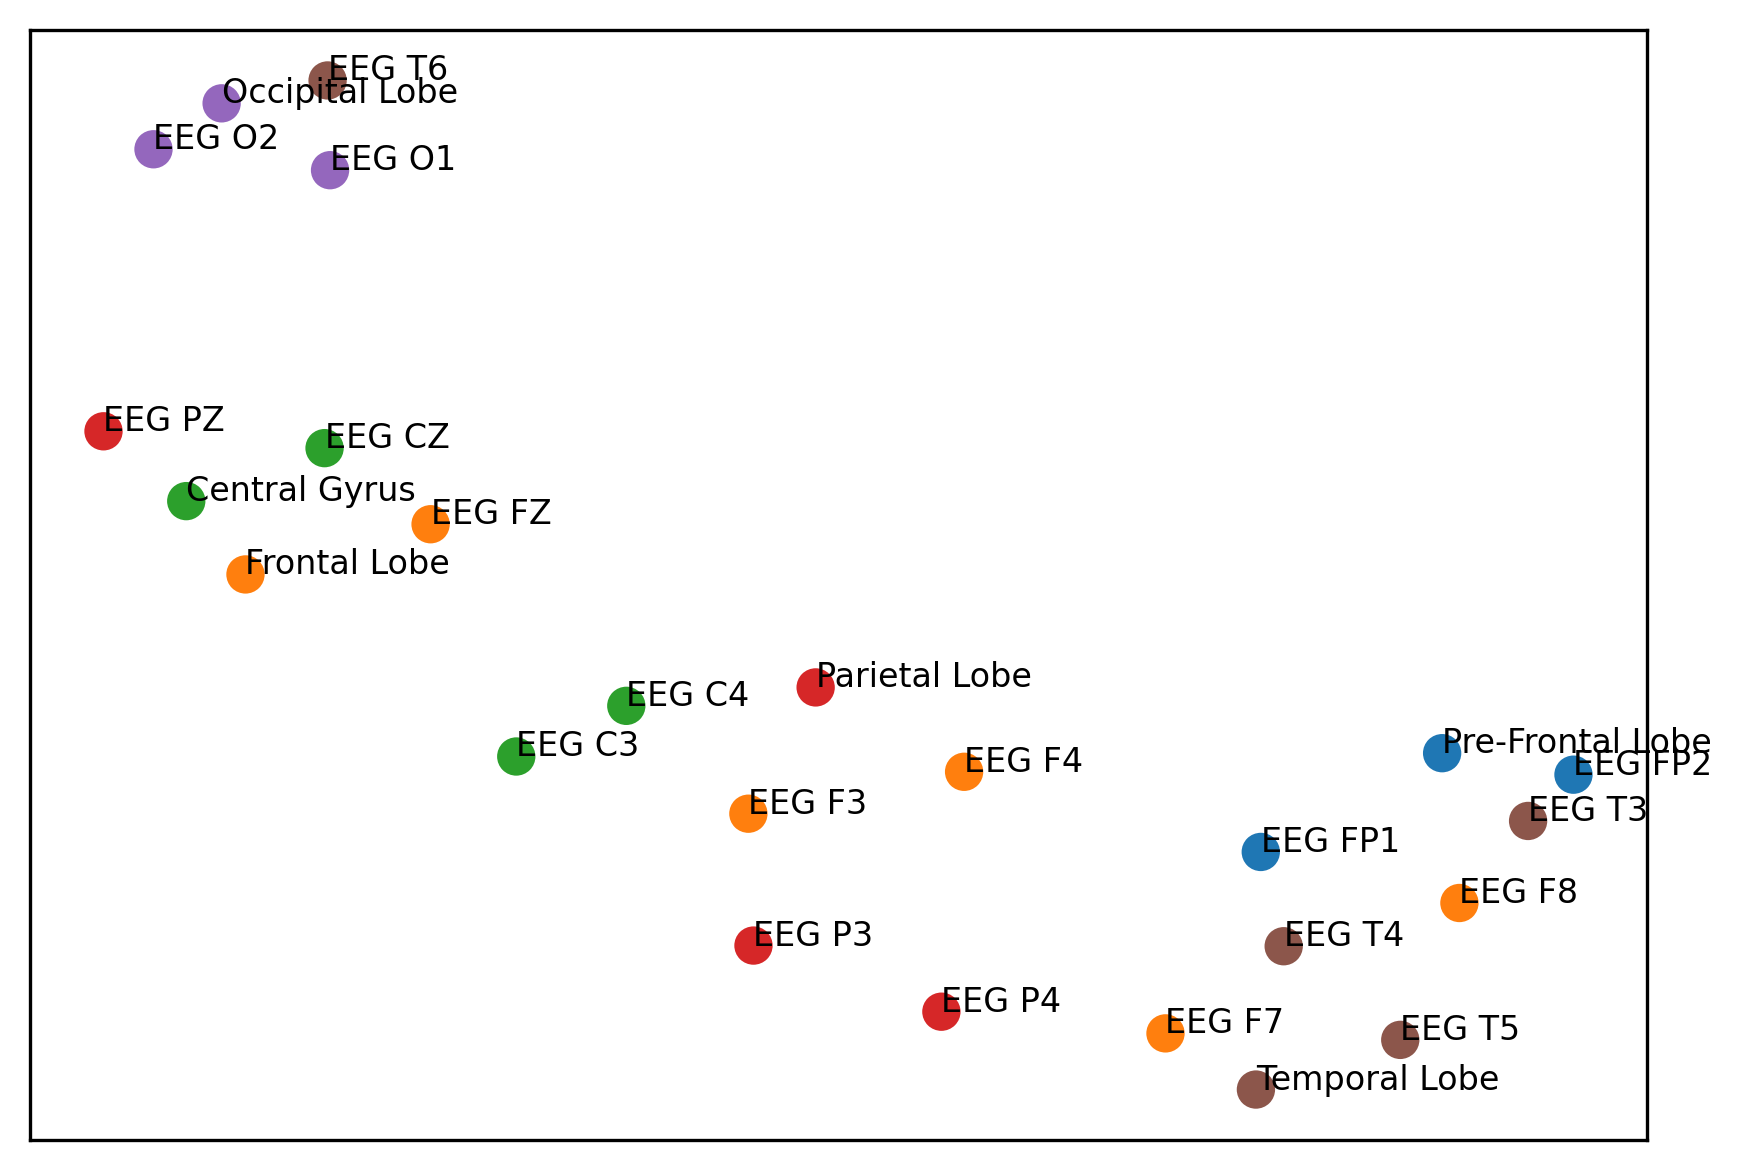 EEG T6
Occipital Lobe
EEG O2
EEG O1
EEG PZ
EEG CZ
Central Gyrus
EEG FZ
Frontal Lobe
Parietal Lobe
EEG C4
Pre-Frontal Lobe
EEG C3
EEG F4
EEG FP2
EEG F3
EEG T3
EEG FP1
EEG F8
EEG P3
EEG T4
EEG P4
EEG F7
EEG T5
Temporal Lobe